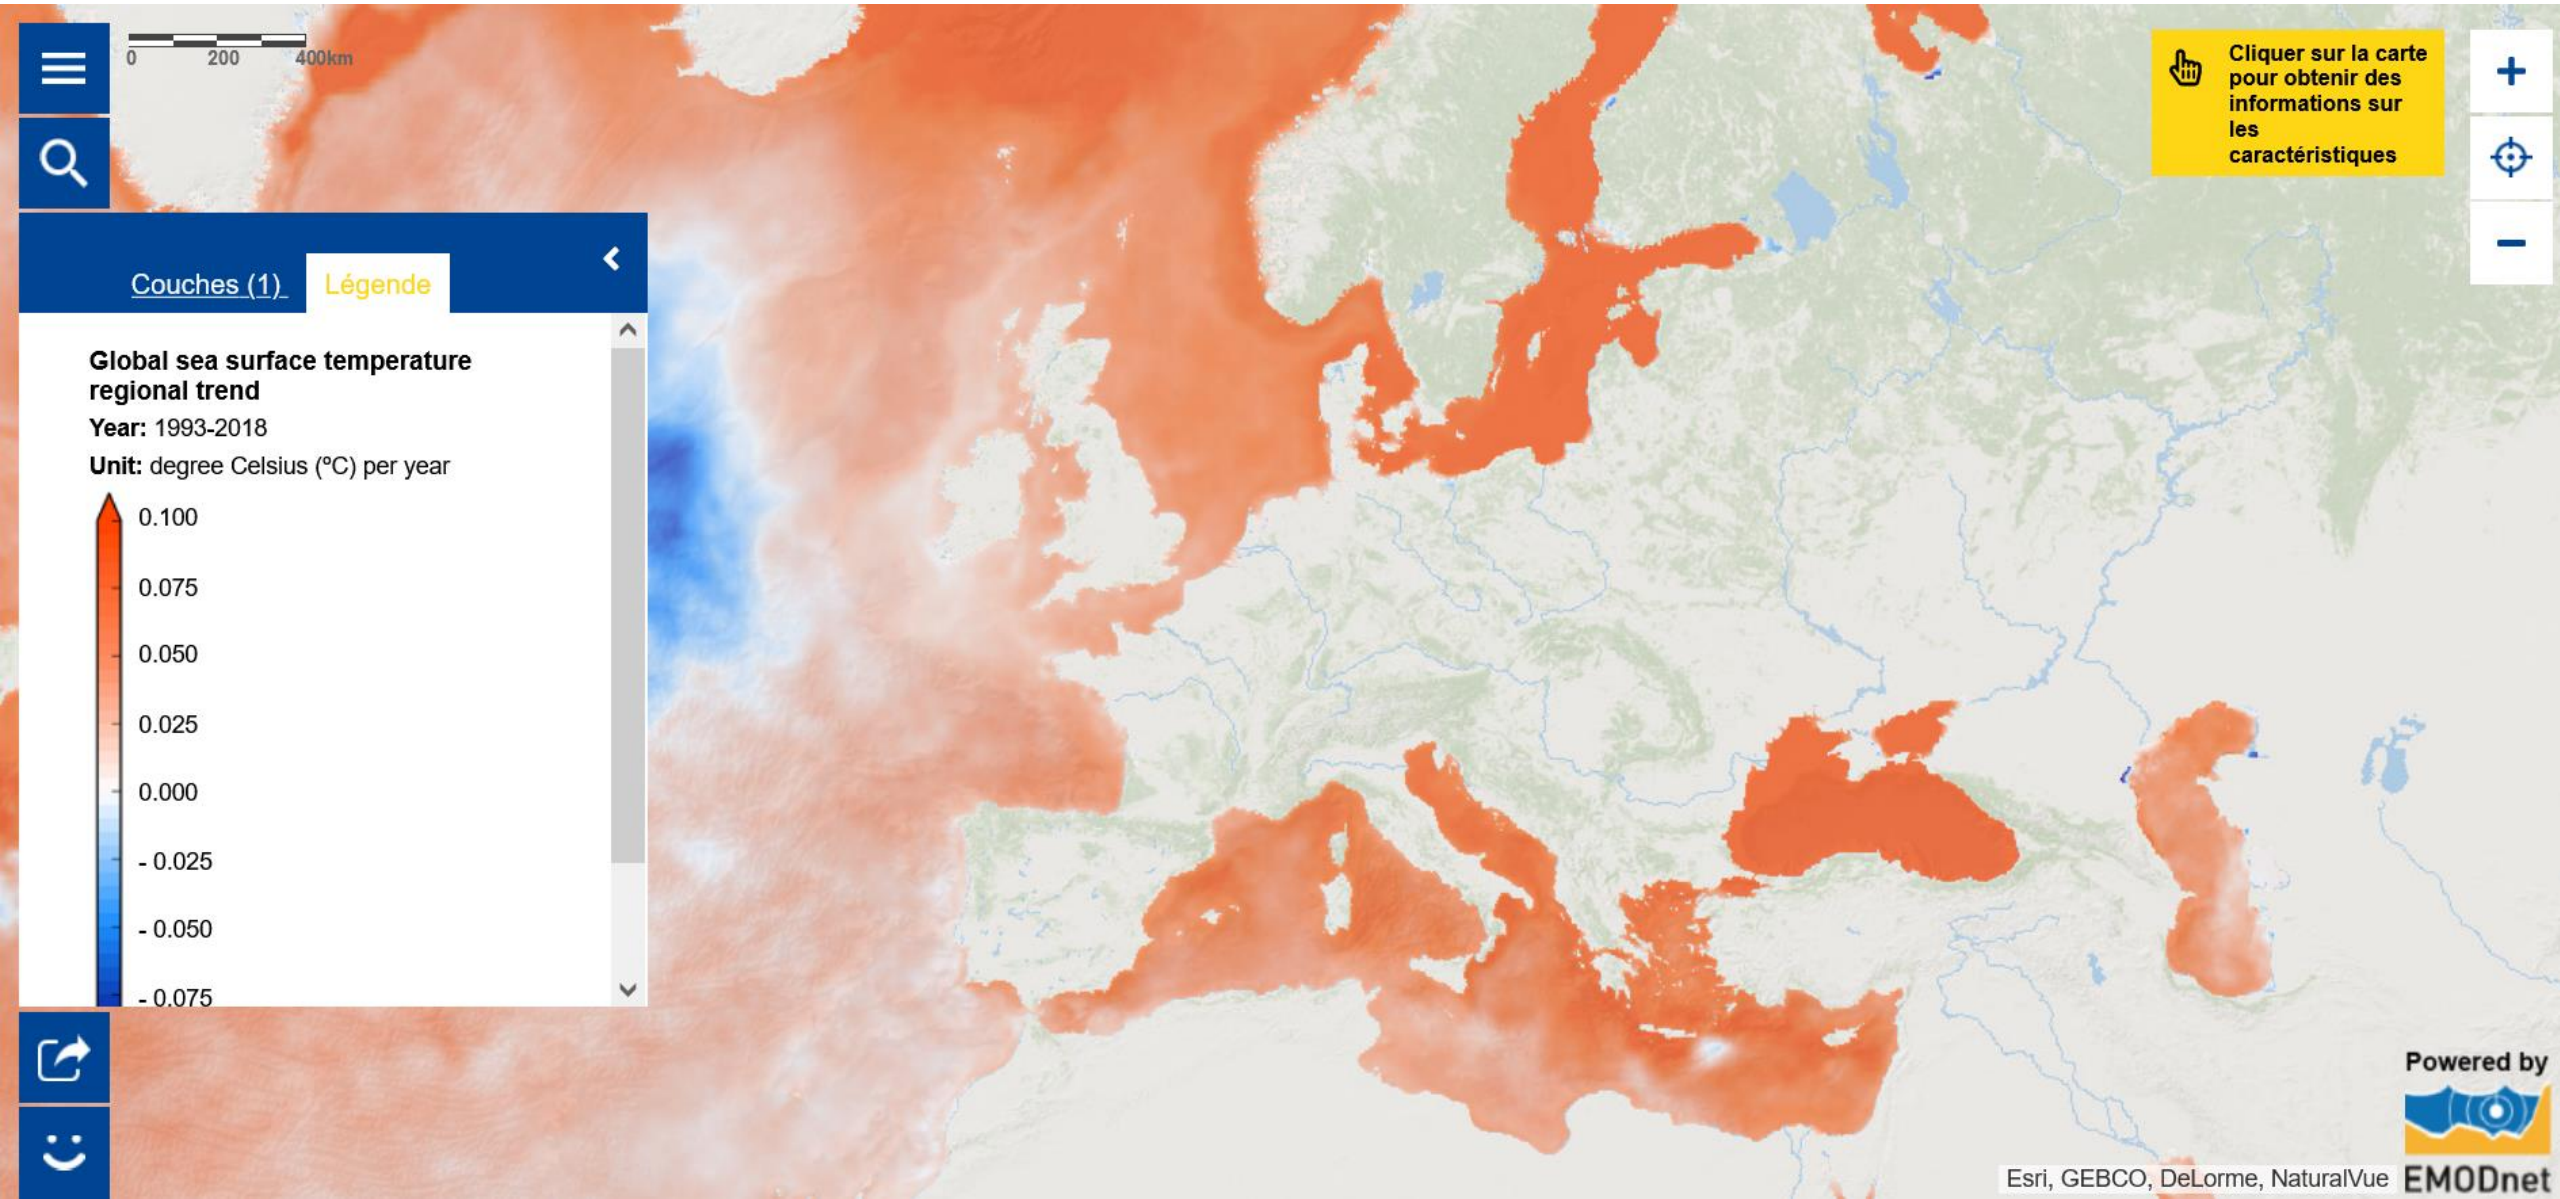 0 200 400km
Cliquer sur la carte
pour obtenir des
informations sur
les
caractéristiques
Couches (1)
Légende
Global sea surface temperature
regional trend
Year: 1993-2018
Unit: degree Celsius (ºC) per year
0.100
0.075
0.050
0.025
0.000
- 0.025
- 0.050
- 0.075
Powered by
EMODnet
Esri, GEBCO, DeLorme, NaturalVue